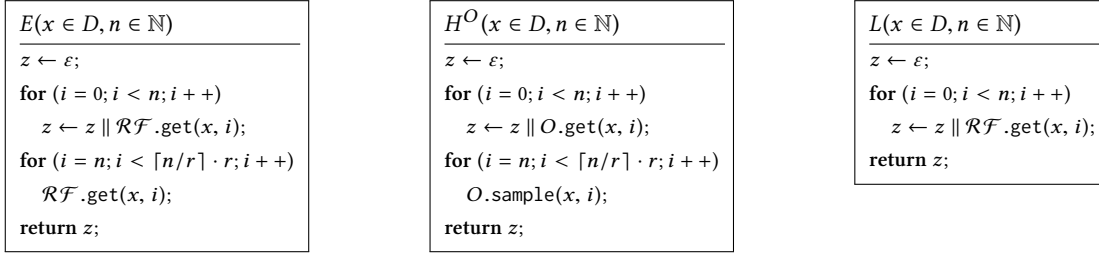 E(x ∈ D, n ∈ ℕ)
z ← ε;
for (i = 0; i < n; i ++)
z ← z ∥ ℛℱ.get(x, i);
for (i = n; i < ⌈n/r⌉ · r; i ++)
ℛℱ.get(x, i);
return z;
H^O(x ∈ D, n ∈ ℕ)
z ← ε;
for (i = 0; i < n; i ++)
z ← z ∥ O.get(x, i);
for (i = n; i < ⌈n/r⌉ · r; i ++)
O.sample(x, i);
return z;
L(x ∈ D, n ∈ ℕ)
z ← ε;
for (i = 0; i < n; i ++)
z ← z ∥ ℛℱ.get(x, i);
return z;